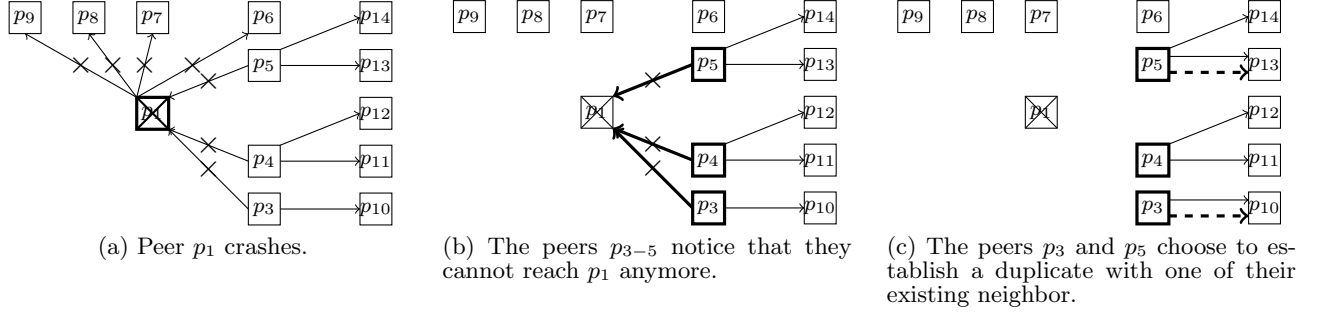 p9 p8 p7 p6 p14
p5 p13
p1 p12
p4 p11
p3 p10
(a) Peer p1 crashes.
p9 p8 p7 p6 p14
p5 p13
p1 p12
p4 p11
p3 p10
(b) The peers p3−5 notice that they
cannot reach p1 anymore.
p9 p8 p7 p6 p14
p5 p13
p1 p12
p4 p11
p3 p10
(c) The peers p3 and p5 choose to es-
tablish a duplicate with one of their
existing neighbor.